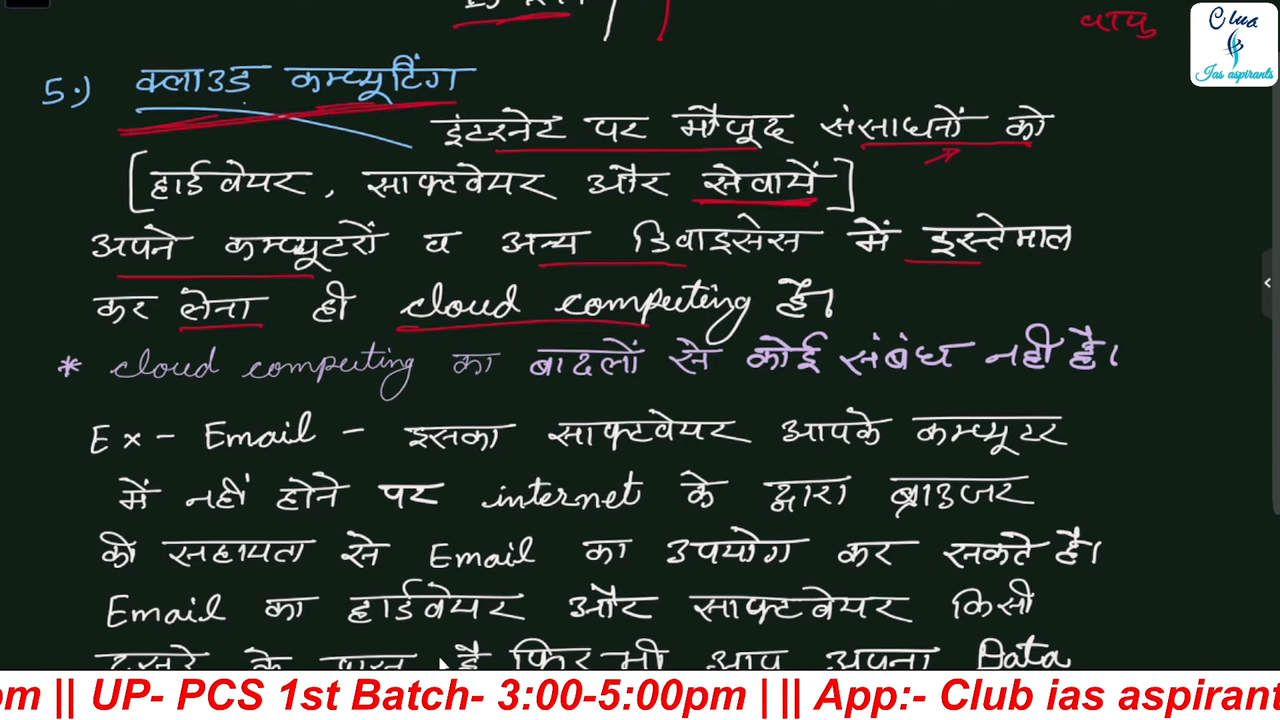 वायु
Club
Ias aspirants
5.) क्लाउड कम्प्यूटिंग
इंटरनेट पर मौजूद संसाधनों को
[हार्डवेयर, साफ्टवेयर और सेवायें]
अपने कम्प्यूटरों व अन्य डिवाइसेस में इस्तेमाल
कर लेना ही cloud computing है।
* cloud computing का बादलों से कोई संबंध नहीं है।
Ex - Email - इसका साफ्टवेयर आपके कम्प्यूटर
में नहीं होने पर internet के द्वारा ब्राउजर
की सहायता से Email का उपयोग कर सकते है।
Email का हार्डवेयर और साफ्टवेयर किसी
दूसरे के पास है फिर भी आप अपना Data
om || UP- PCS 1st Batch- 3:00-5:00pm | || App:- Club ias aspirant